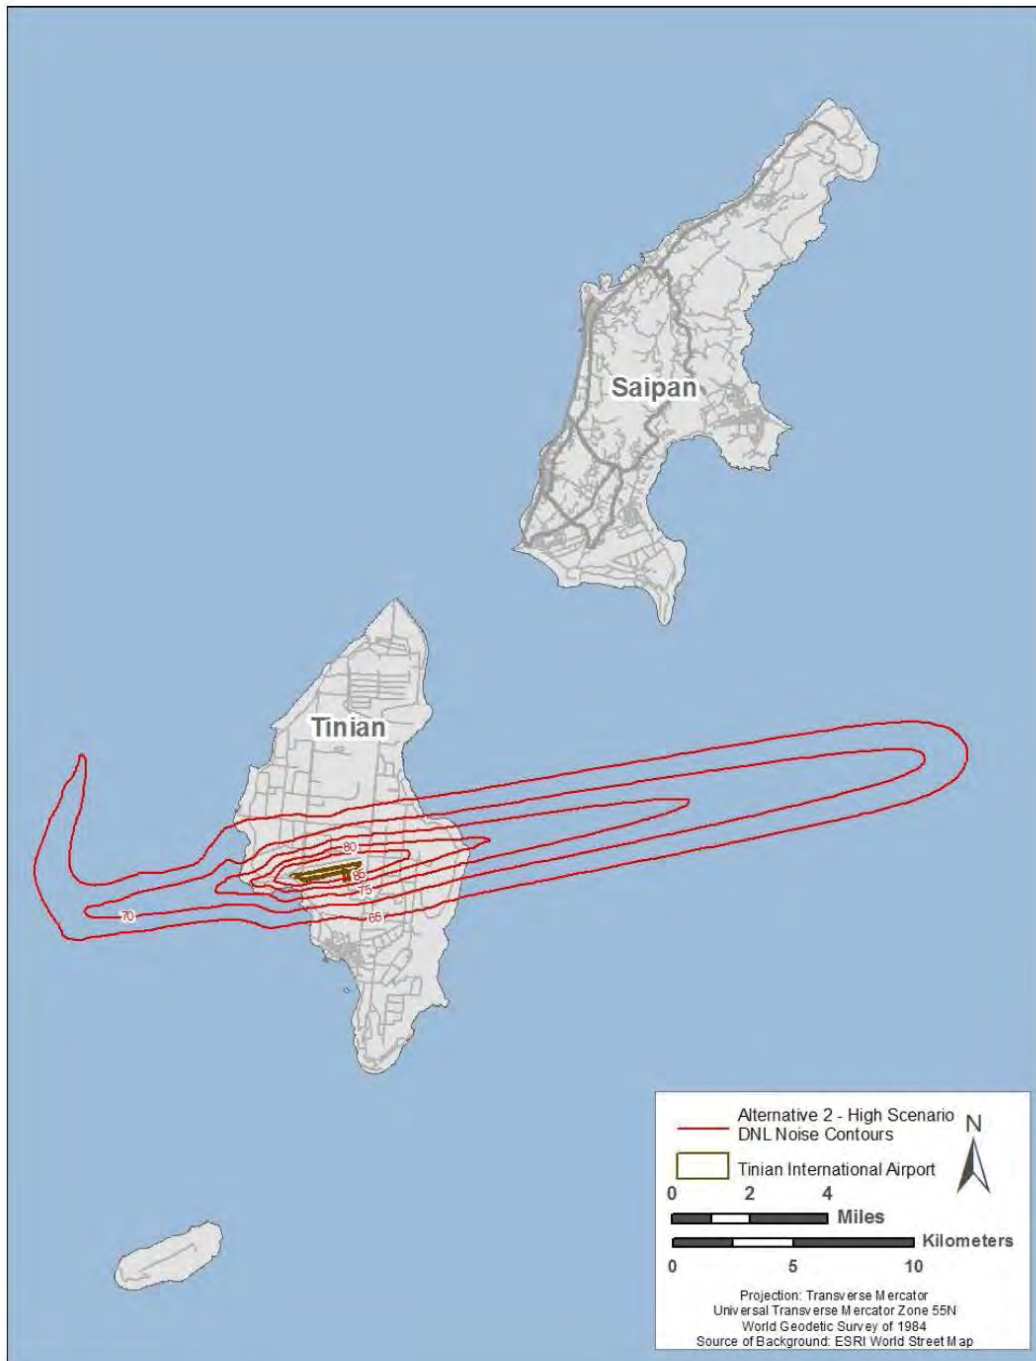 Saipan
Tinian
80
85
75
70
65
Alternative 2 - High Scenario
DNL Noise Contours
N
Tinian International Airport
0 2 4
Miles
Kilometers
0 5 10
Projection: Transverse Mercator
Universal Transverse Mercator Zone 55N
World Geodetic Survey of 1984
Source of Background: ESRI World Street Map